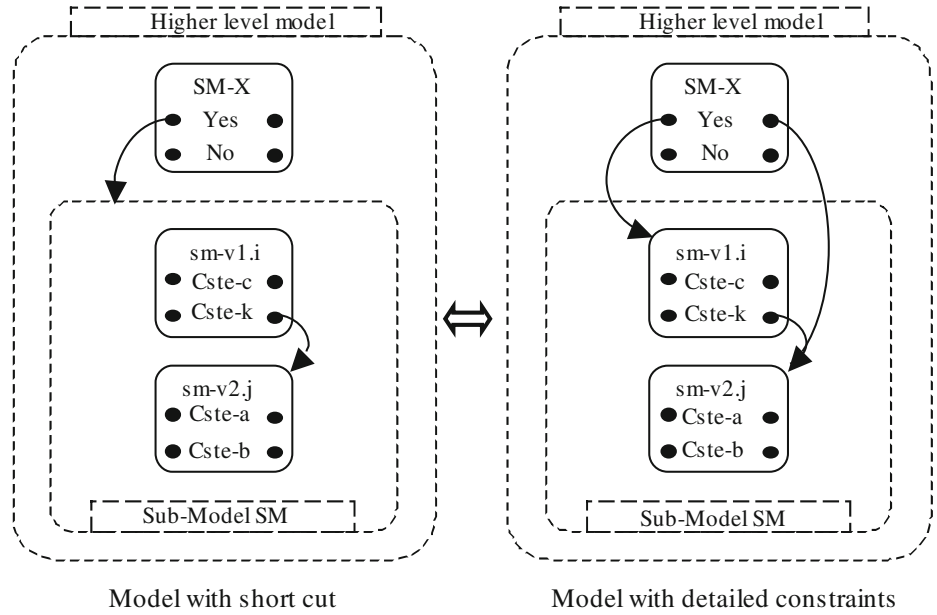 Higher level model
SM-X
Yes
No
sm-v1.i
Cste-c
Cste-k
sm-v2.j
Cste-a
Cste-b
Sub-Model SM
Model with short cut
Higher level model
SM-X
Yes
No
sm-v1.i
Cste-c
Cste-k
sm-v2.j
Cste-a
Cste-b
Sub-Model SM
Model with detailed constraints